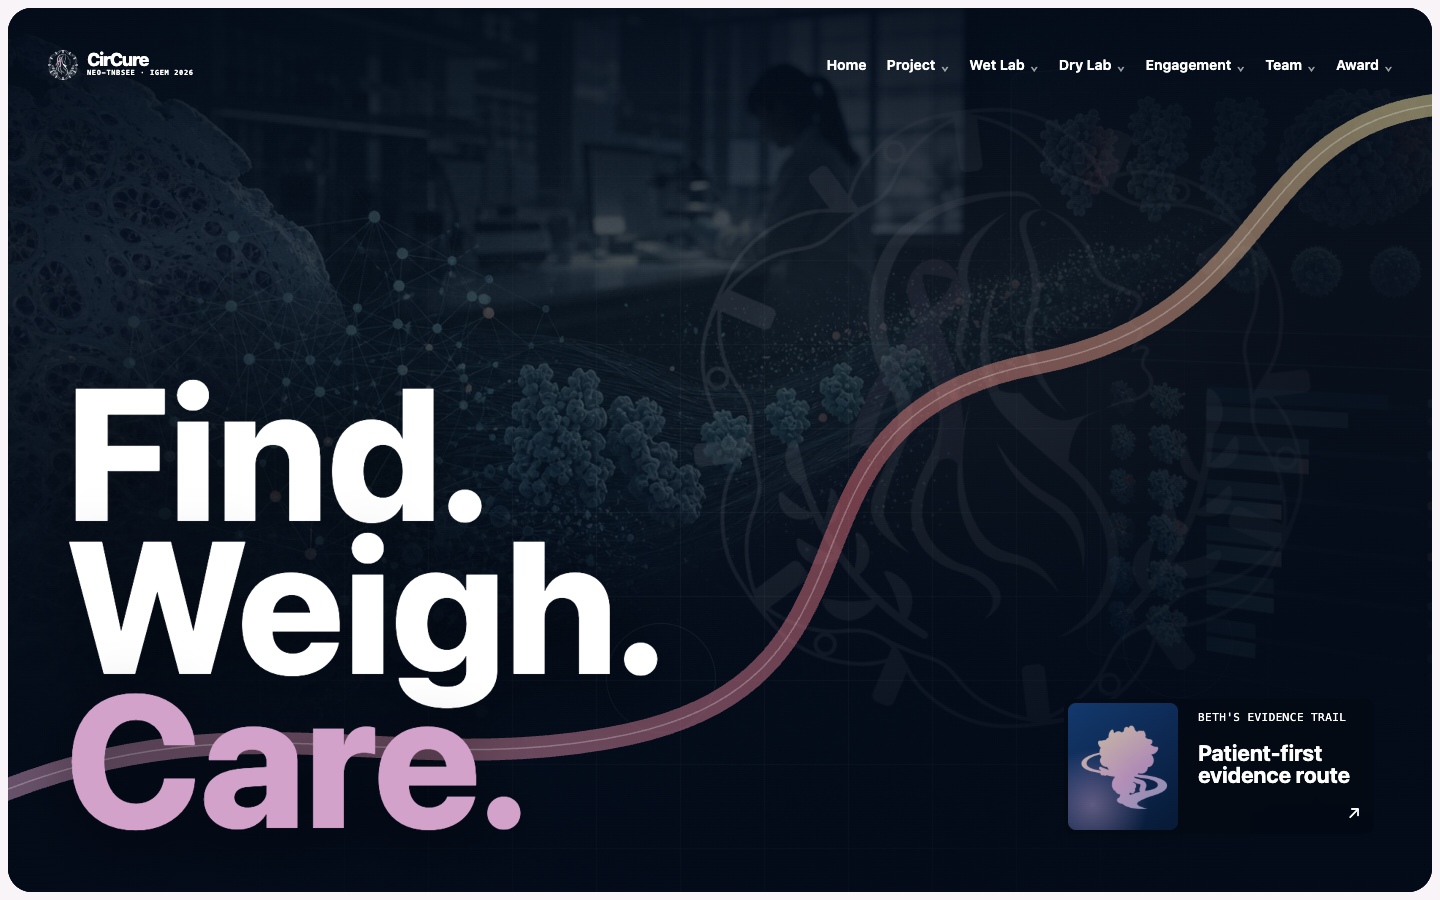 CirCure
NEO-TNBSEE · IGEM 2026
Home Project Wet Lab Dry Lab Engagement Team Award
Find.
Weigh.
Care.
BETH'S EVIDENCE TRAIL
Patient-first
evidence route